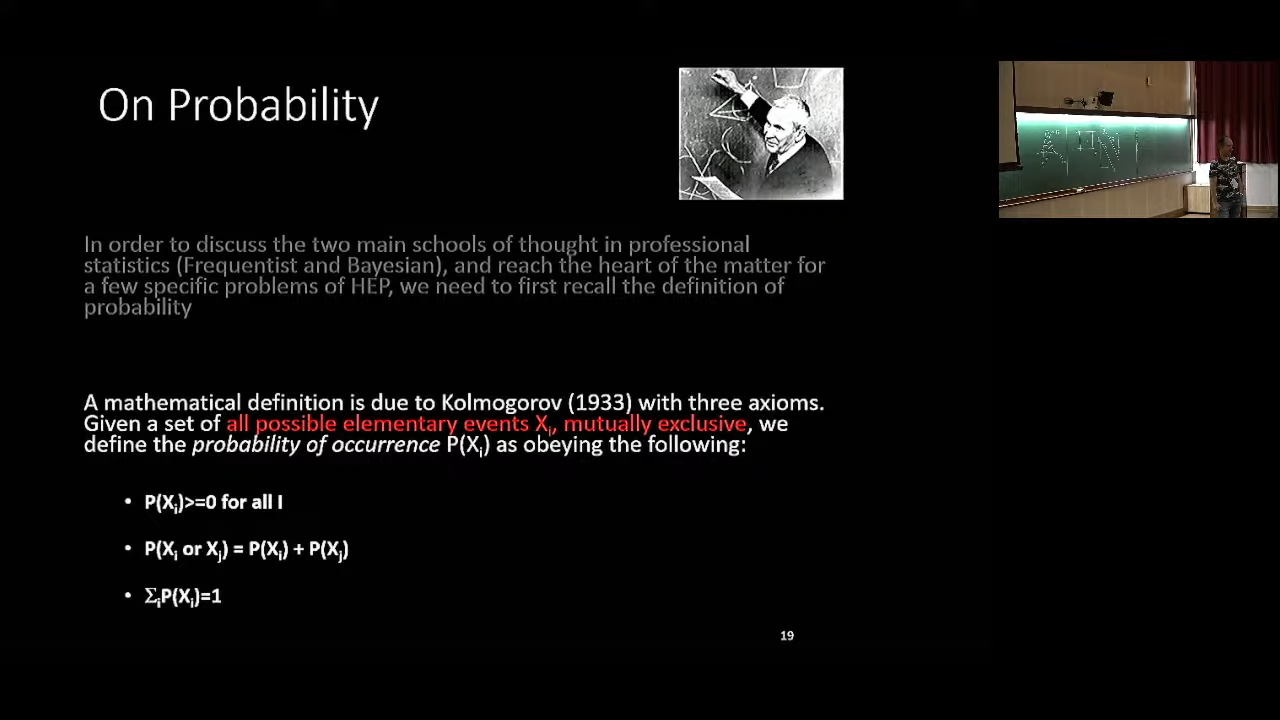 On Probability
In order to discuss the two main schools of thought in professional
statistics (Frequentist and Bayesian), and reach the heart of the matter for
a few specific problems of HEP, we need to first recall the definition of
probability
A mathematical definition is due to Kolmogorov (1933) with three axioms.
Given a set of all possible elementary events Xi, mutually exclusive, we
define the probability of occurrence P(Xi) as obeying the following:
• P(Xi)>=0 for all I
• P(Xi or Xj) = P(Xi) + P(Xj)
• ΣiP(Xi)=1
19